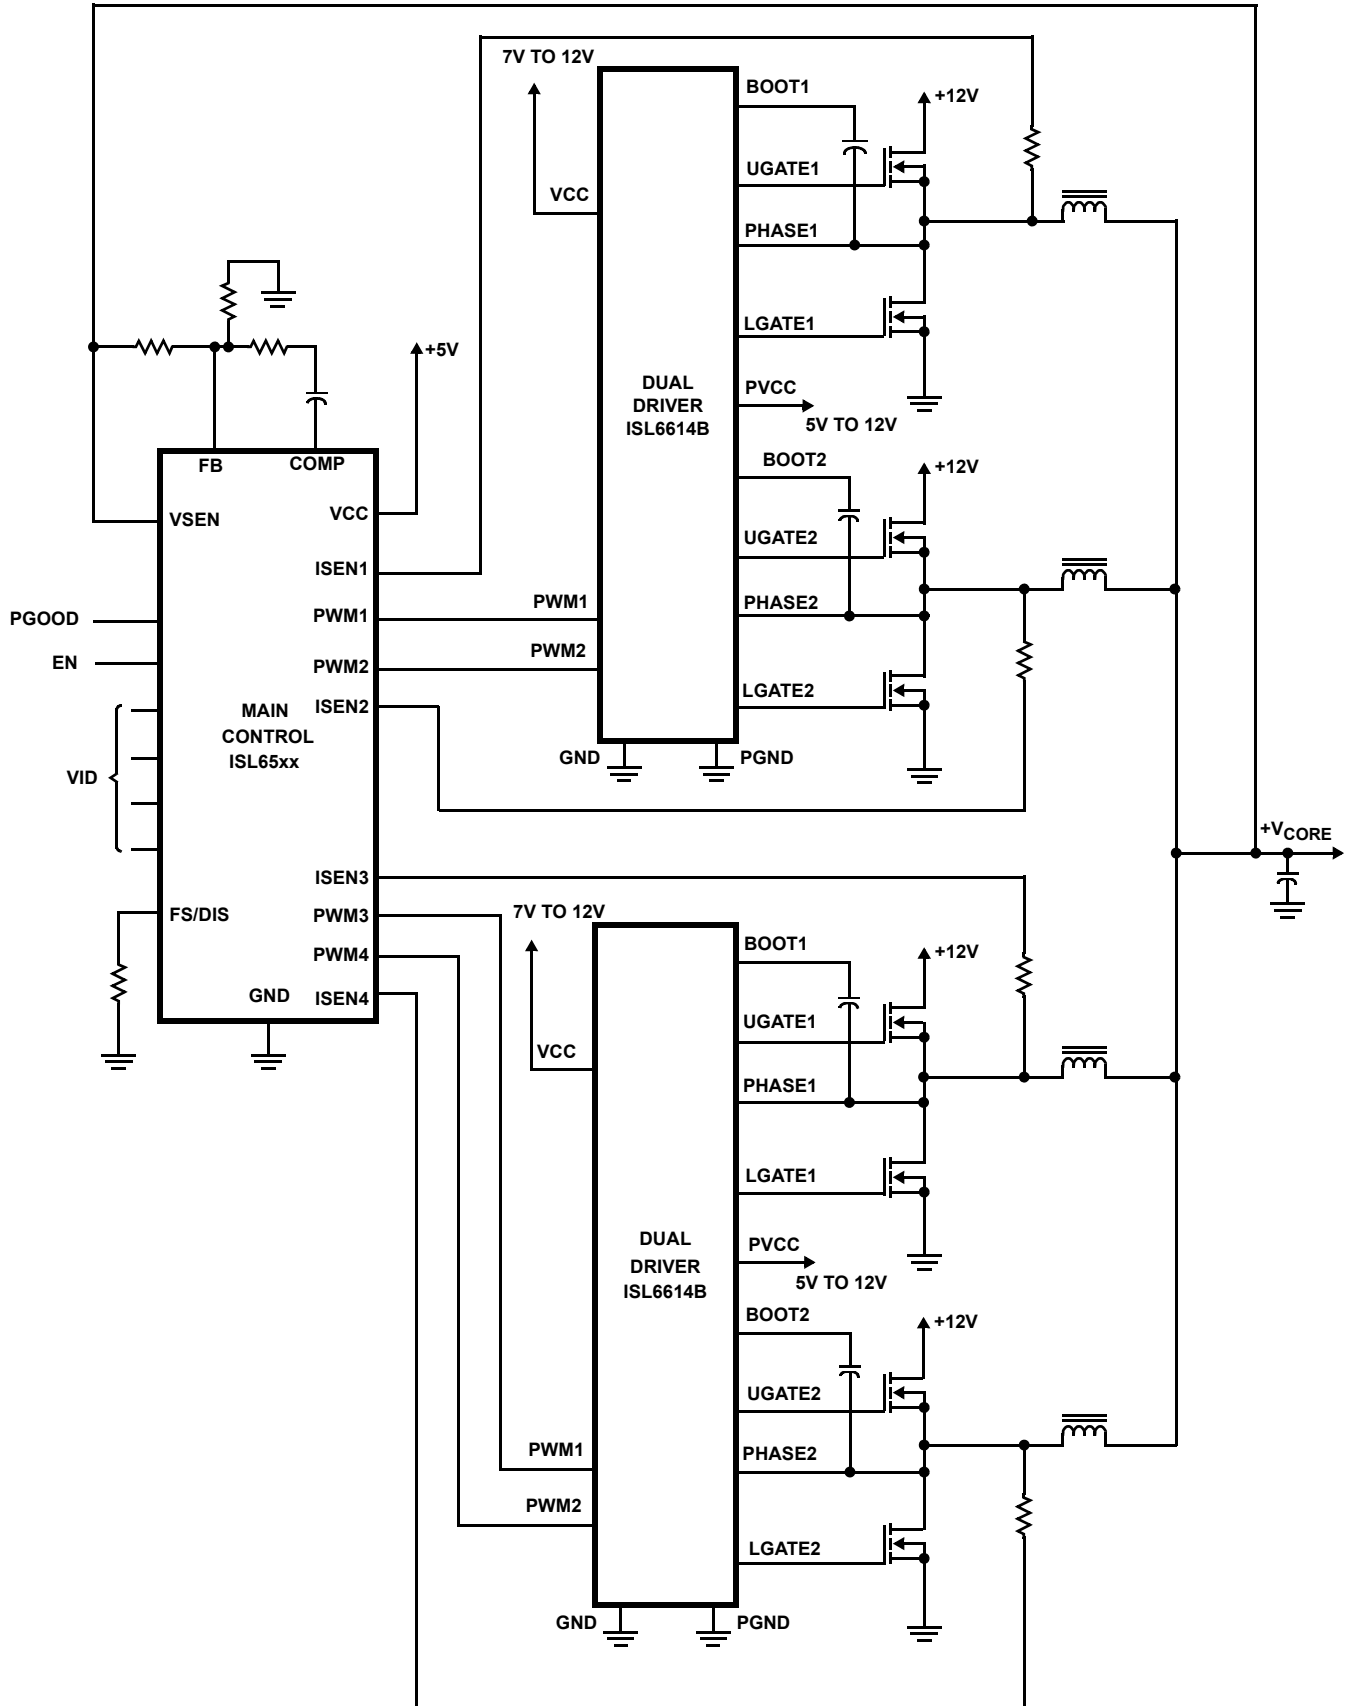 7V TO 12V
BOOT1
+12V
UGATE1
VCC
PHASE1
LGATE1
+5V
DUAL
DRIVER
ISL6614B
PVCC
5V TO 12V
BOOT2
+12V
FB
COMP
VSEN
VCC
UGATE2
ISEN1
PWM1
PWM1
PHASE2
PGOOD
EN
PWM2
PWM2
ISEN2
LGATE2
MAIN
CONTROL
ISL65xx
VID
GND
PGND
+VCORE
ISEN3
FS/DIS
PWM3
7V TO 12V
PWM4
BOOT1
+12V
GND
ISEN4
UGATE1
VCC
PHASE1
LGATE1
DUAL
DRIVER
ISL6614B
PVCC
5V TO 12V
BOOT2
+12V
UGATE2
PWM1
PHASE2
PWM2
LGATE2
GND
PGND